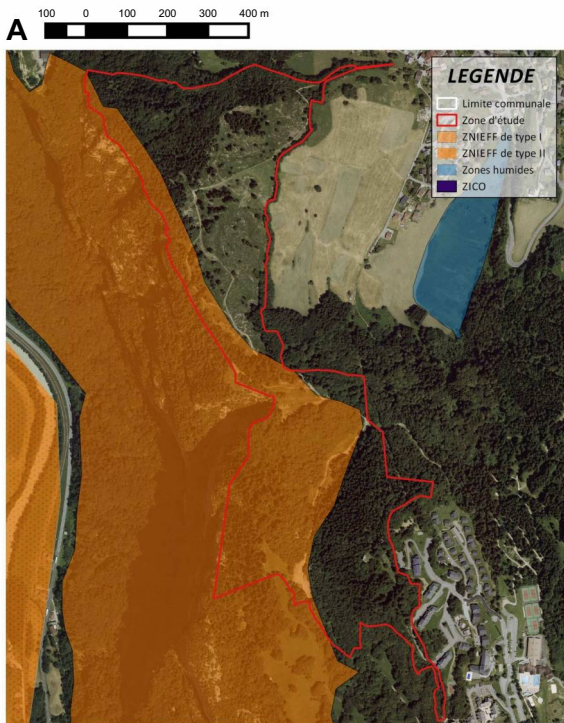 A
100 0 100 200 300 400 m
LEGENDE
Limite communale
Zone d'étude
ZNIEFF de type I
ZNIEFF de type II
Zones humides
ZICO